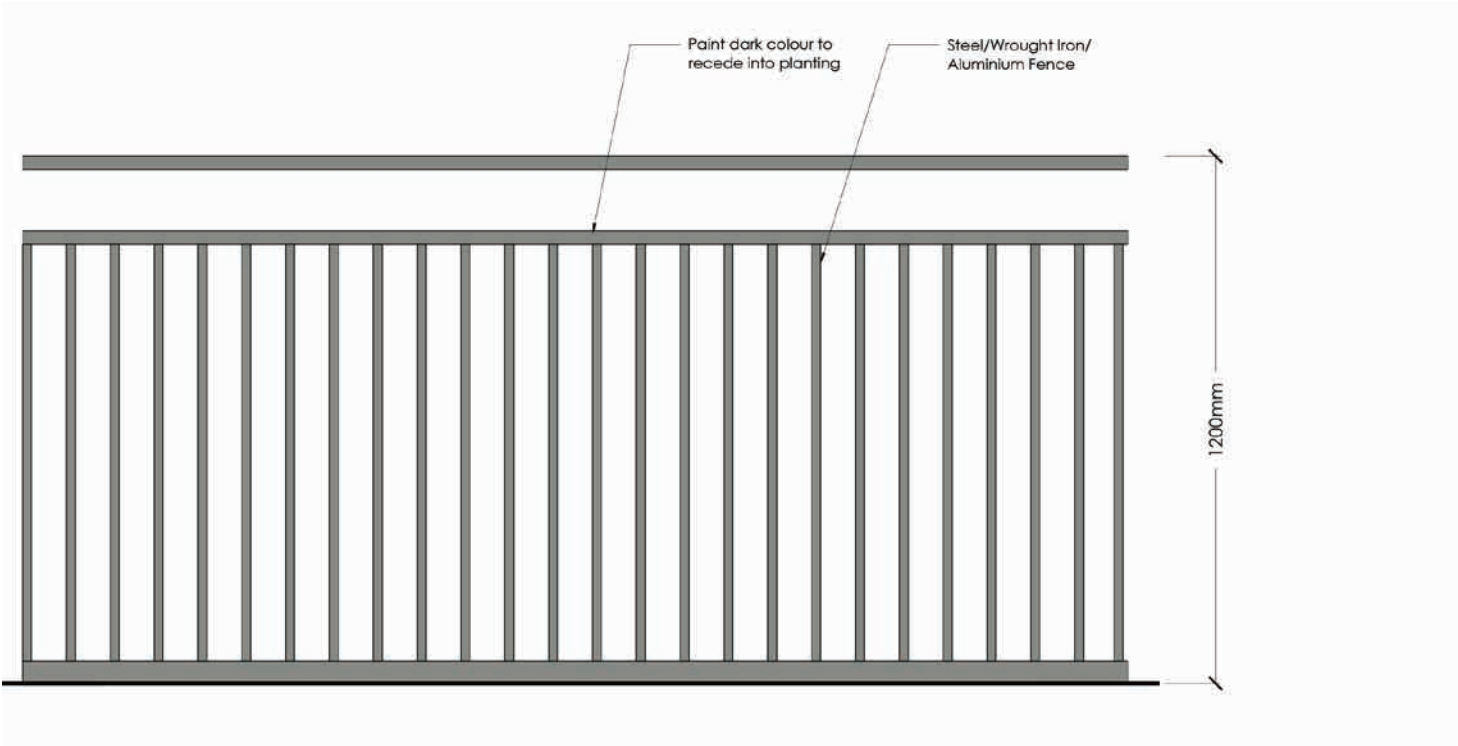 Paint dark colour to
recede into planting
Steel/Wrought Iron/
Aluminium Fence
1200mm